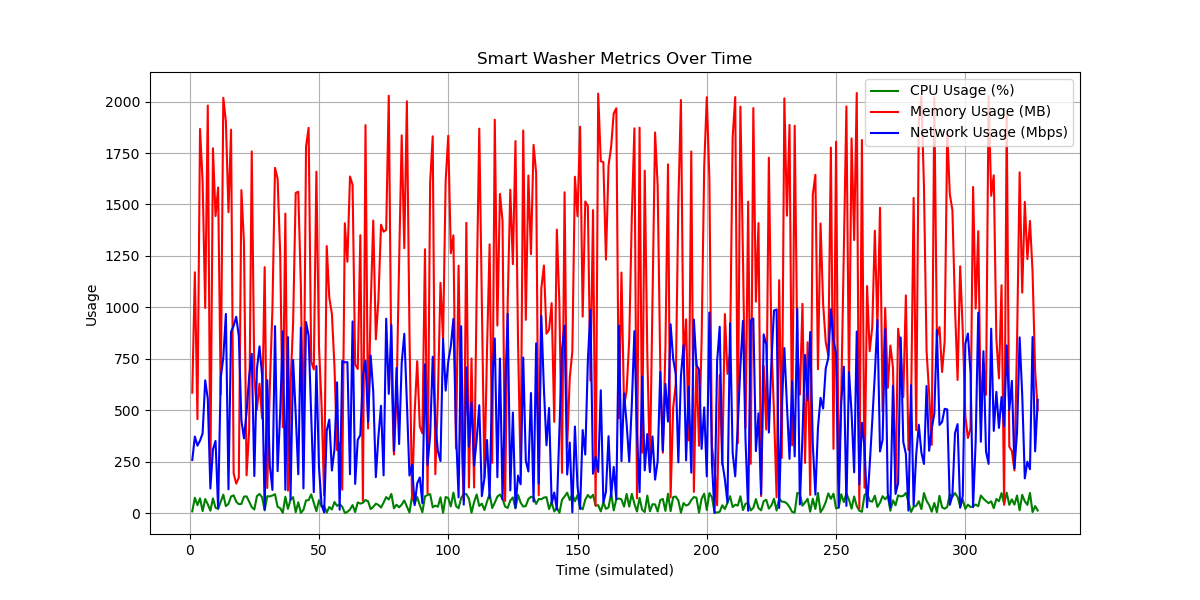 Smart Washer Metrics Over Time
CPU Usage (%)
Memory Usage (MB)
Network Usage (Mbps)
2000
1750
1500
1250
1000
750
500
250
0
Usage
0
50
100
150
200
250
300
Time (simulated)